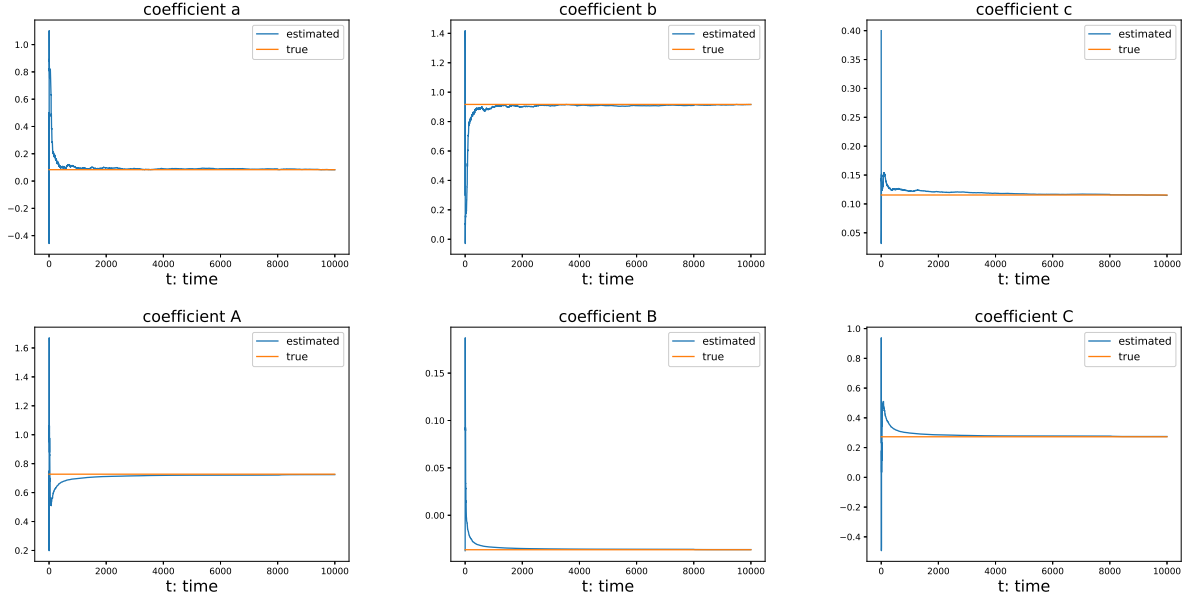 coefficient a
1.0
0.8
0.6
0.4
0.2
0.0
−0.2
−0.4
estimated
true
0 2000 4000 6000 8000 10000
t: time
coefficient b
1.4
1.2
1.0
0.8
0.6
0.4
0.2
0.0
estimated
true
0 2000 4000 6000 8000 10000
t: time
coefficient c
0.40
0.35
0.30
0.25
0.20
0.15
0.10
0.05
estimated
true
0 2000 4000 6000 8000 10000
t: time
coefficient A
1.6
1.4
1.2
1.0
0.8
0.6
0.4
0.2
estimated
true
0 2000 4000 6000 8000 10000
t: time
coefficient B
0.15
0.10
0.05
0.00
estimated
true
0 2000 4000 6000 8000 10000
t: time
coefficient C
1.0
0.8
0.6
0.4
0.2
0.0
−0.2
−0.4
estimated
true
0 2000 4000 6000 8000 10000
t: time